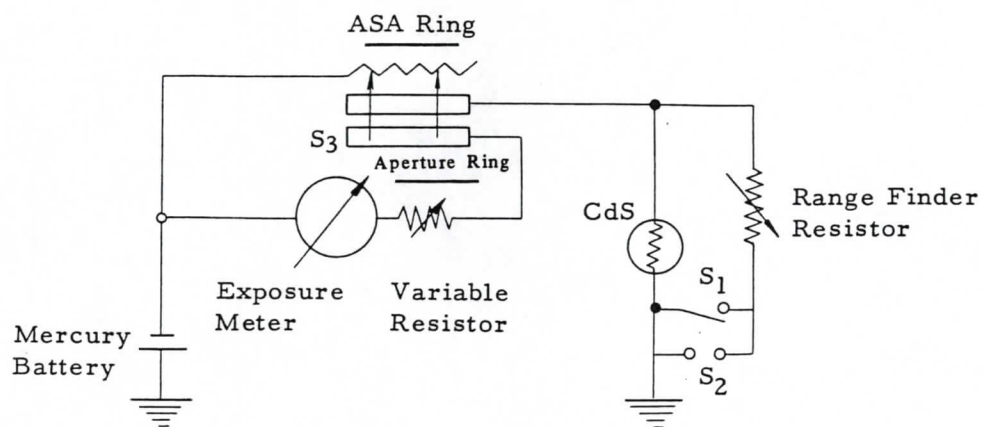 ASA Ring
S3
Aperture Ring
CdS
Range Finder
Resistor
S1
Exposure
Meter
Variable
Resistor
Mercury
Battery
S2